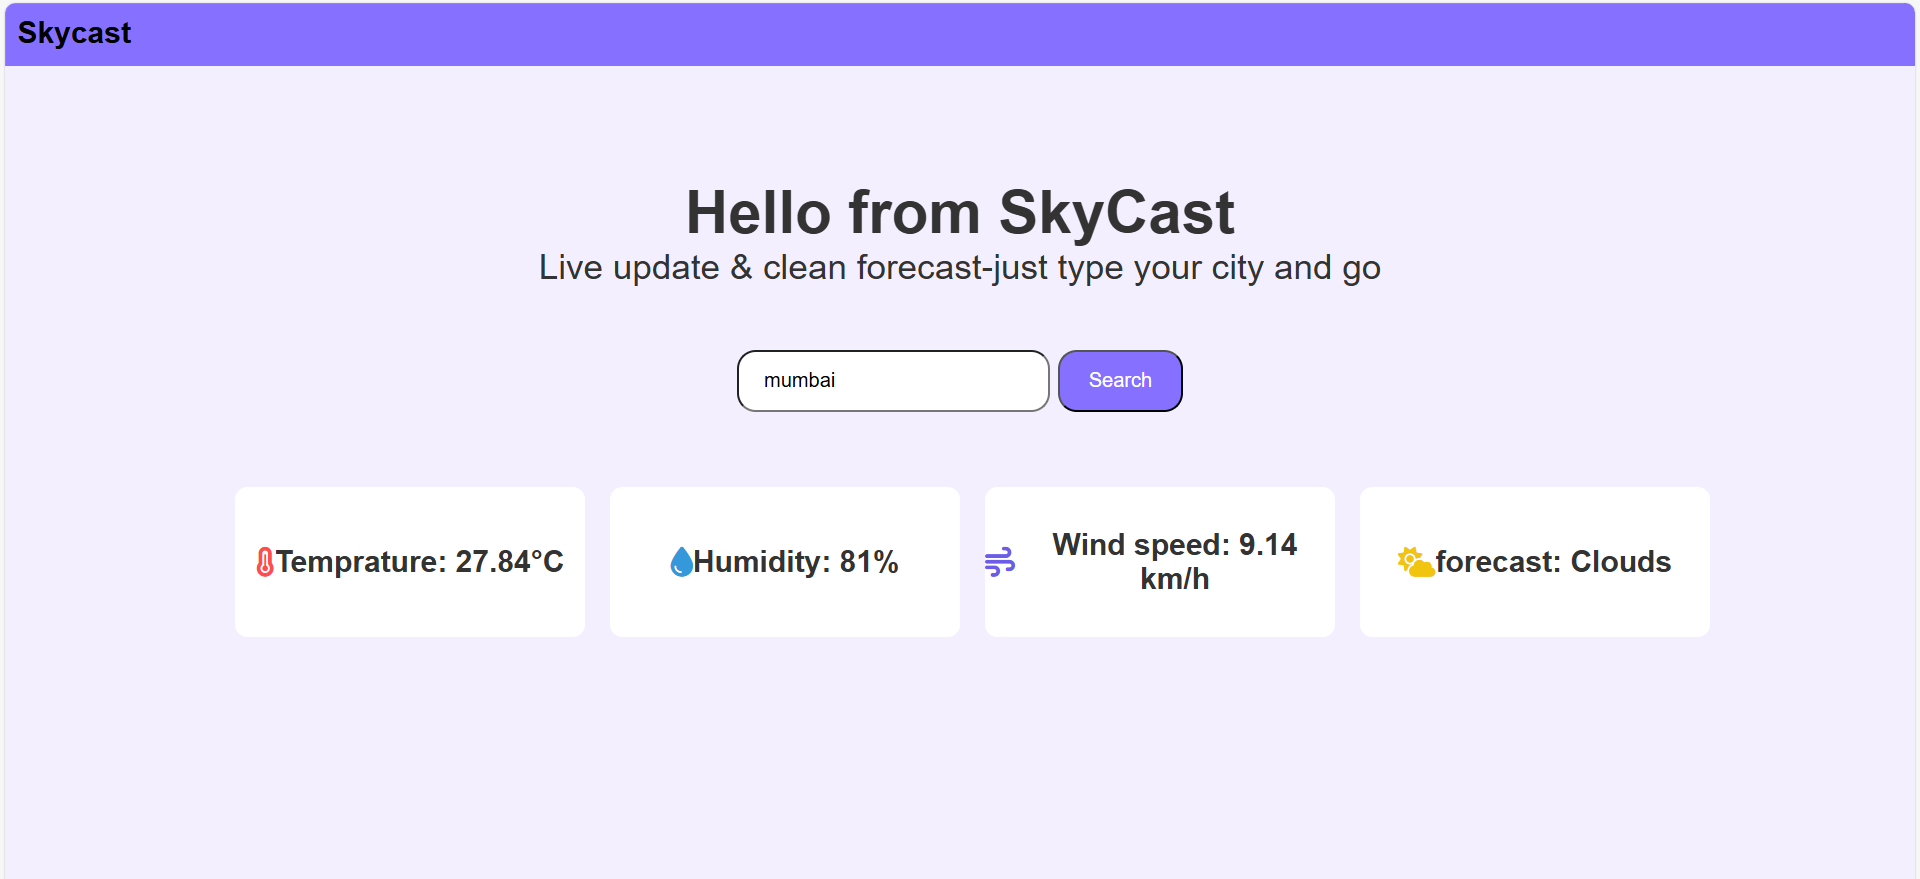 Skycast
Hello from SkyCast
Live update & clean forecast-just type your city and go
mumbai
Search
Temprature: 27.84°C
Humidity: 81%
Wind speed: 9.14
km/h
forecast: Clouds